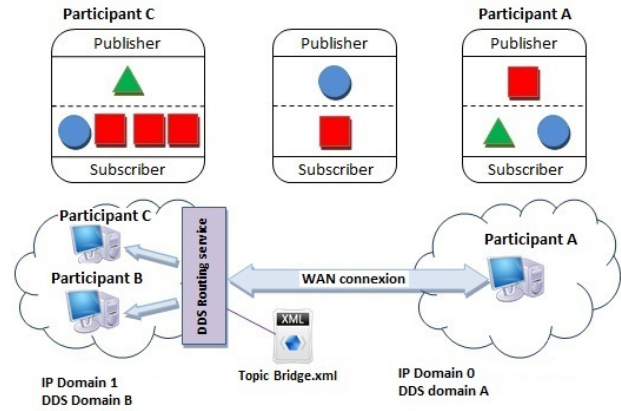 Participant C
Participant A
Publisher
Publisher
Publisher
Subscriber
Subscriber
Subscriber
Participant C
Participant B
DDS Routing service
WAN connexion
Participant A
XML
Topic Bridge.xml
IP Domain 1
DDS Domain B
IP Domain 0
DDS domain A